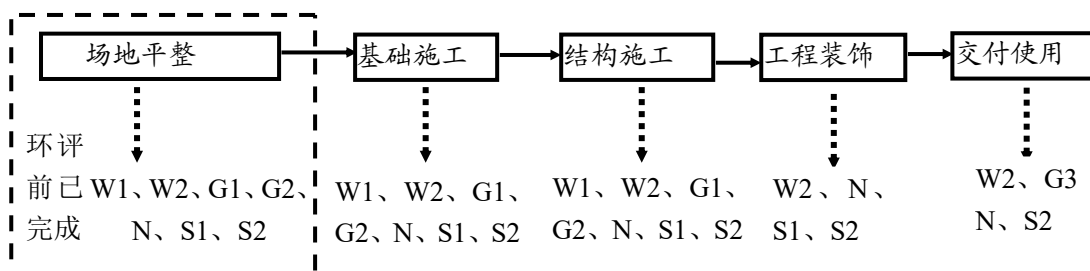 场地平整
基础施工
结构施工
工程装饰
交付使用
环评
前已
完成
W1、W2、G1、G2、
N、S1、S2
W1、W2、G1、
G2、N、S1、S2
W1、W2、G1、
G2、N、S1、S2
W2 、N、
S1、S2
W2、G3
N、S2